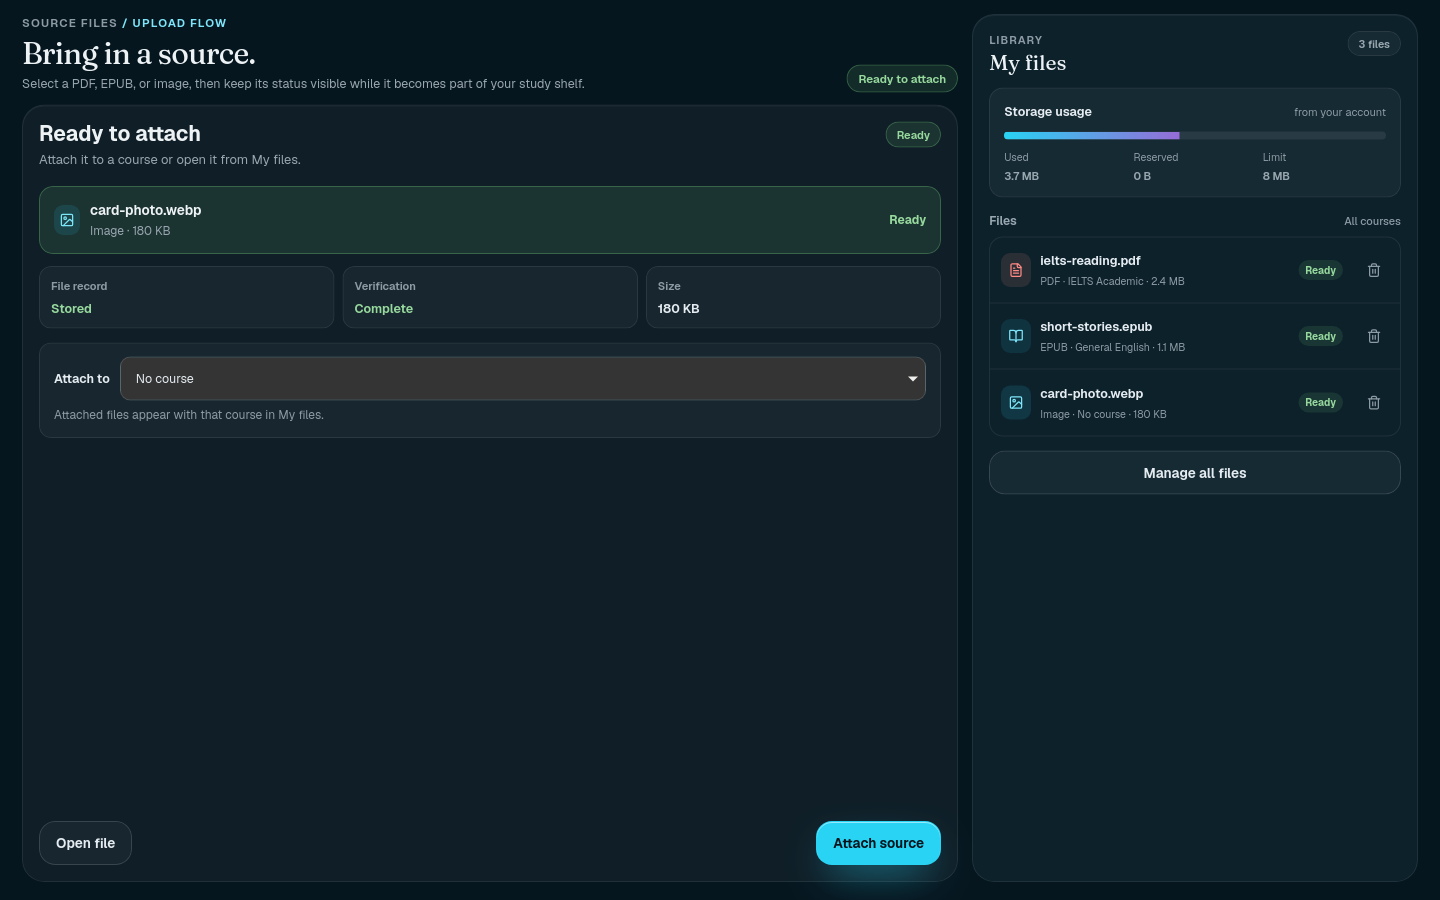 SOURCE FILES / UPLOAD FLOW
Bring in a source.
Select a PDF, EPUB, or image, then keep its status visible while it becomes part of your study shelf.
Ready to attach
Ready to attach
Ready
Attach it to a course or open it from My files.
card-photo.webp
Image · 180 KB
Ready
File record
Stored
Verification
Complete
Size
180 KB
Attach to
No course
Attached files appear with that course in My files.
Open file
Attach source
LIBRARY
My files
3 files
Storage usage
from your account
Used
3.7 MB
Reserved
0 B
Limit
8 MB
Files
All courses
ielts-reading.pdf
PDF · IELTS Academic · 2.4 MB
Ready
short-stories.epub
EPUB · General English · 1.1 MB
Ready
card-photo.webp
Image · No course · 180 KB
Ready
Manage all files